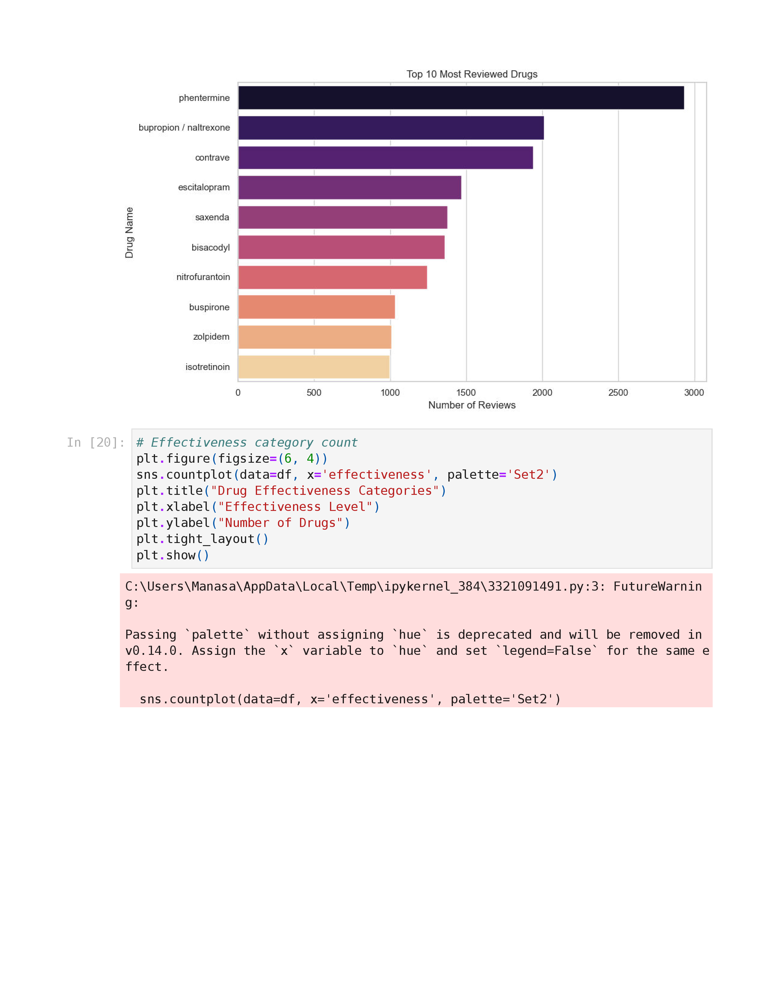 Top 10 Most Reviewed Drugs
phentermine
bupropion / naltrexone
contrave
escitalopram
saxenda
bisacodyl
nitrofurantoin
buspirone
zolpidem
isotretinoin
Drug Name
0 500 1000 1500 2000 2500 3000
Number of Reviews
In [20]:
# Effectiveness category count
plt.figure(figsize=(6, 4))
sns.countplot(data=df, x='effectiveness', palette='Set2')
plt.title("Drug Effectiveness Categories")
plt.xlabel("Effectiveness Level")
plt.ylabel("Number of Drugs")
plt.tight_layout()
plt.show()
C:\Users\Manasa\AppData\Local\Temp\ipykernel_384\3321091491.py:3: FutureWarnin
g:
Passing `palette` without assigning `hue` is deprecated and will be removed in
v0.14.0. Assign the `x` variable to `hue` and set `legend=False` for the same e
ffect.
sns.countplot(data=df, x='effectiveness', palette='Set2')